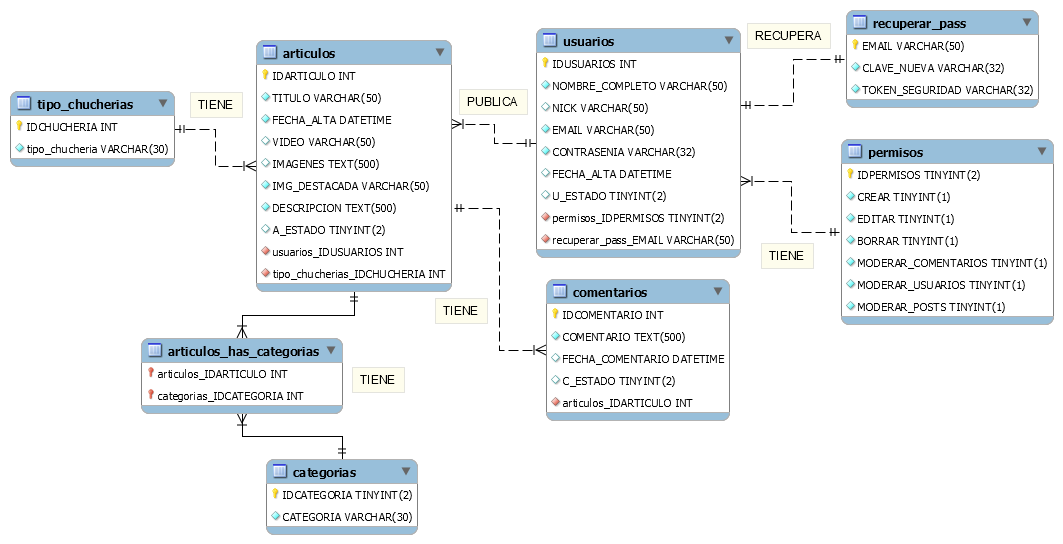 tipo_chucherias
IDCHUCHERIA INT
tipo_chucheria VARCHAR(30)
TIENE
articulos
IDARTICULO INT
TITULO VARCHAR(50)
FECHA_ALTA DATETIME
VIDEO VARCHAR(50)
IMAGENES TEXT(500)
IMG_DESTACADA VARCHAR(50)
DESCRIPCION TEXT(500)
A_ESTADO TINYINT(2)
usuarios_IDUSUARIOS INT
tipo_chucherias_IDCHUCHERIA INT
PUBLICA
usuarios
IDUSUARIOS INT
NOMBRE_COMPLETO VARCHAR(50)
NICK VARCHAR(50)
EMAIL VARCHAR(50)
CONTRASENIA VARCHAR(32)
FECHA_ALTA DATETIME
U_ESTADO TINYINT(2)
permisos_IDPERMISOS TINYINT(2)
recuperar_pass_EMAIL VARCHAR(50)
RECUPERA
recuperar_pass
EMAIL VARCHAR(50)
CLAVE_NUEVA VARCHAR(32)
TOKEN_SEGURIDAD VARCHAR(32)
TIENE
permisos
IDPERMISOS TINYINT(2)
CREAR TINYINT(1)
EDITAR TINYINT(1)
BORRAR TINYINT(1)
MODERAR_COMENTARIOS TINYINT(1)
MODERAR_USUARIOS TINYINT(1)
MODERAR_POSTS TINYINT(1)
TIENE
comentarios
IDCOMENTARIO INT
COMENTARIO TEXT(500)
FECHA_COMENTARIO DATETIME
C_ESTADO TINYINT(2)
articulos_IDARTICULO INT
articulos_has_categorias
articulos_IDARTICULO INT
categorias_IDCATEGORIA INT
TIENE
categorias
IDCATEGORIA TINYINT(2)
CATEGORIA VARCHAR(30)